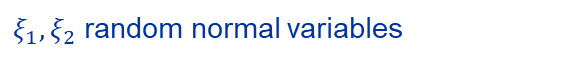 ξ₁, ξ₂ random normal variables